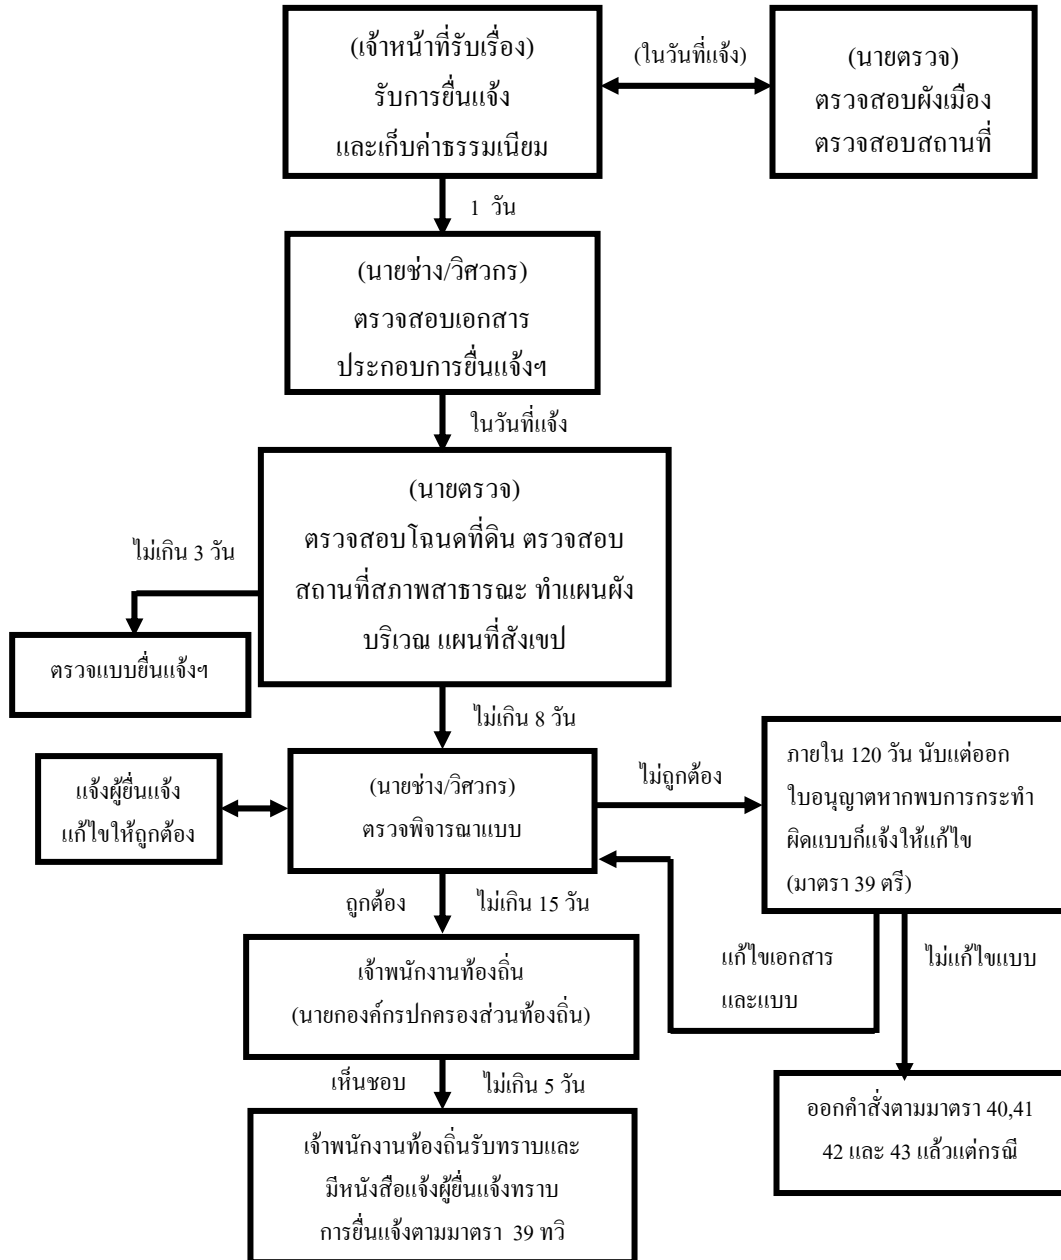 (เจ้าหน้าที่รับเรื่อง)
รับการยื่นแจ้ง
และเก็บค่าธรรมเนียม
(ในวันที่แจ้ง)
(นายตรวจ)
ตรวจสอบผังเมือง
ตรวจสอบสถานที่
1 วัน
(นายช่าง/วิศวกร)
ตรวจสอบเอกสาร
ประกอบการยื่นแจ้งฯ
ในวันที่แจ้ง
(นายตรวจ)
ตรวจสอบโฉนดที่ดิน ตรวจสอบ
สถานที่สภาพสาธารณะ ทำแผนผัง
บริเวณ แผนที่สังเขป
ไม่เกิน 3 วัน
ตรวจแบบยื่นแจ้งฯ
ไม่เกิน 8 วัน
แจ้งผู้ยื่นแจ้ง
แก้ไขให้ถูกต้อง
(นายช่าง/วิศวกร)
ตรวจพิจารณาแบบ
ไม่ถูกต้อง
ภายใน 120 วัน นับแต่ออก
ใบอนุญาตหากพบการกระทำ
ผิดแบบก็แจ้งให้แก้ไข
(มาตรา 39 ตรี)
ถูกต้อง
ไม่เกิน 15 วัน
แก้ไขเอกสาร
และแบบ
ไม่แก้ไขแบบ
เจ้าพนักงานท้องถิ่น
(นายกองค์กรปกครองส่วนท้องถิ่น)
เห็นชอบ
ไม่เกิน 5 วัน
ออกคำสั่งตามมาตรา 40,41
42 และ 43 แล้วแต่กรณี
เจ้าพนักงานท้องถิ่นรับทราบและ
มีหนังสือแจ้งผู้ยื่นแจ้งทราบ
การยื่นแจ้งตามมาตรา 39 ทวิ